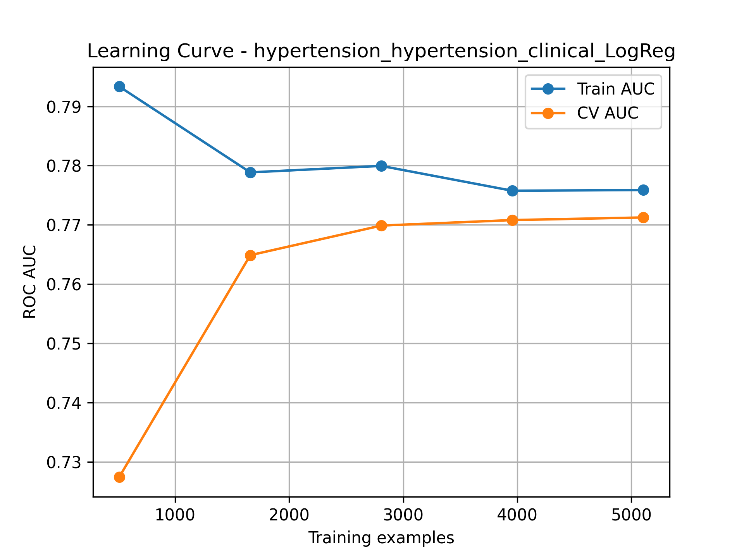 Learning Curve - hypertension_hypertension_clinical_LogReg
Train AUC
CV AUC
0.79
0.78
0.77
0.76
0.75
0.74
0.73
ROC AUC
1000 2000 3000 4000 5000
Training examples